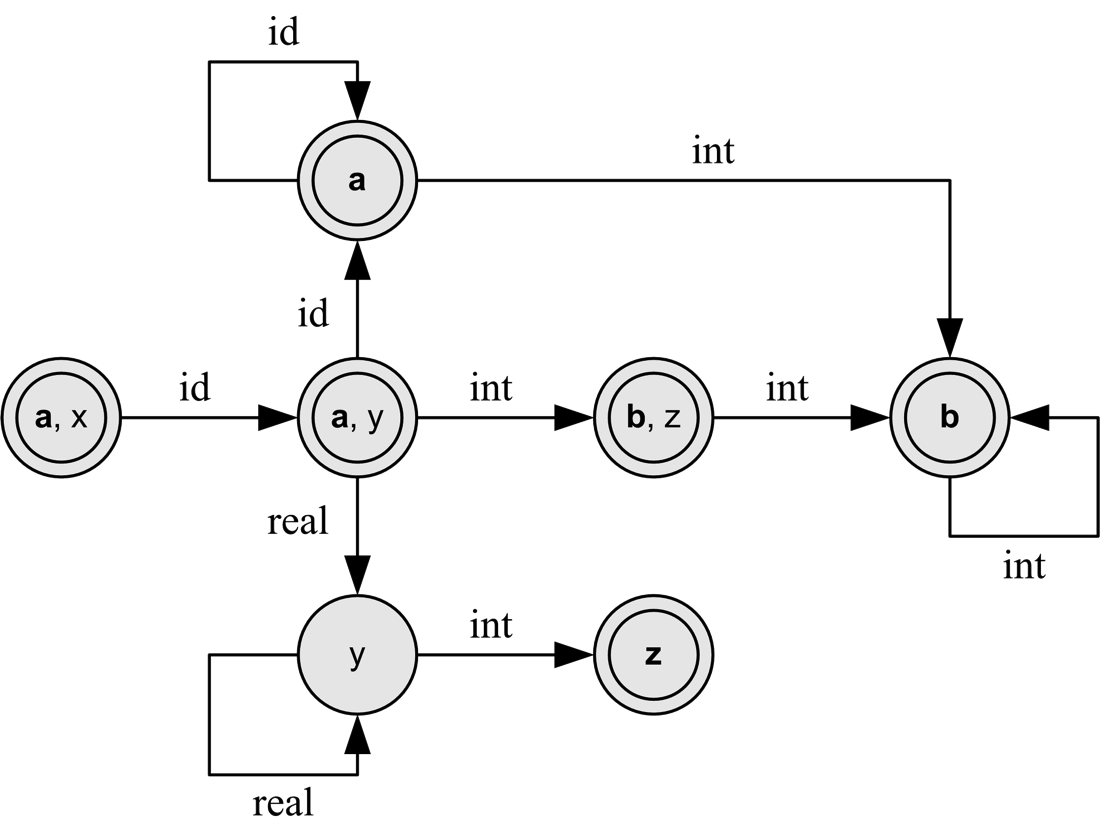 id
a
int
id
a, x
id
a, y
int
b, z
int
b
real
int
y
int
z
real